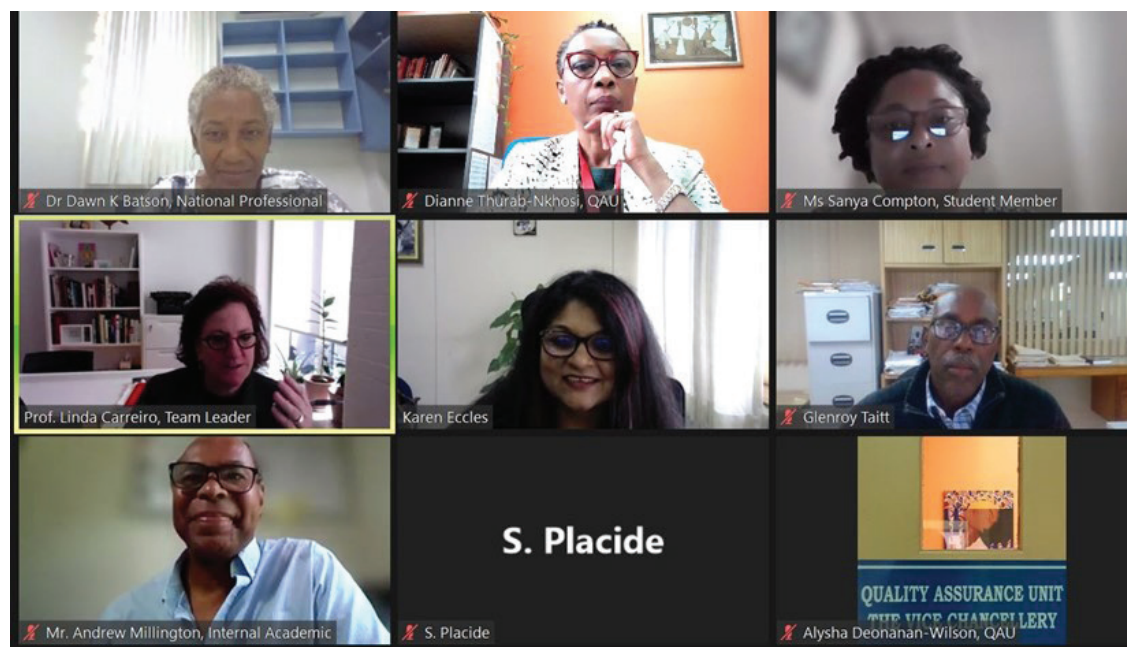 Dr Dawn K Batson, National Professional
Dianne Thurab-Nkhosi, QAU
Ms Sanya Compton, Student Member
Prof. Linda Carreiro, Team Leader
Karen Eccles
Glenroy Taitt
Mr. Andrew Millington, Internal Academic
S. Placide
S. Placide
QUALITY ASSURANCE UNIT
THE VICE CHANCELLERY
Alysha Deonanan-Wilson, QAU